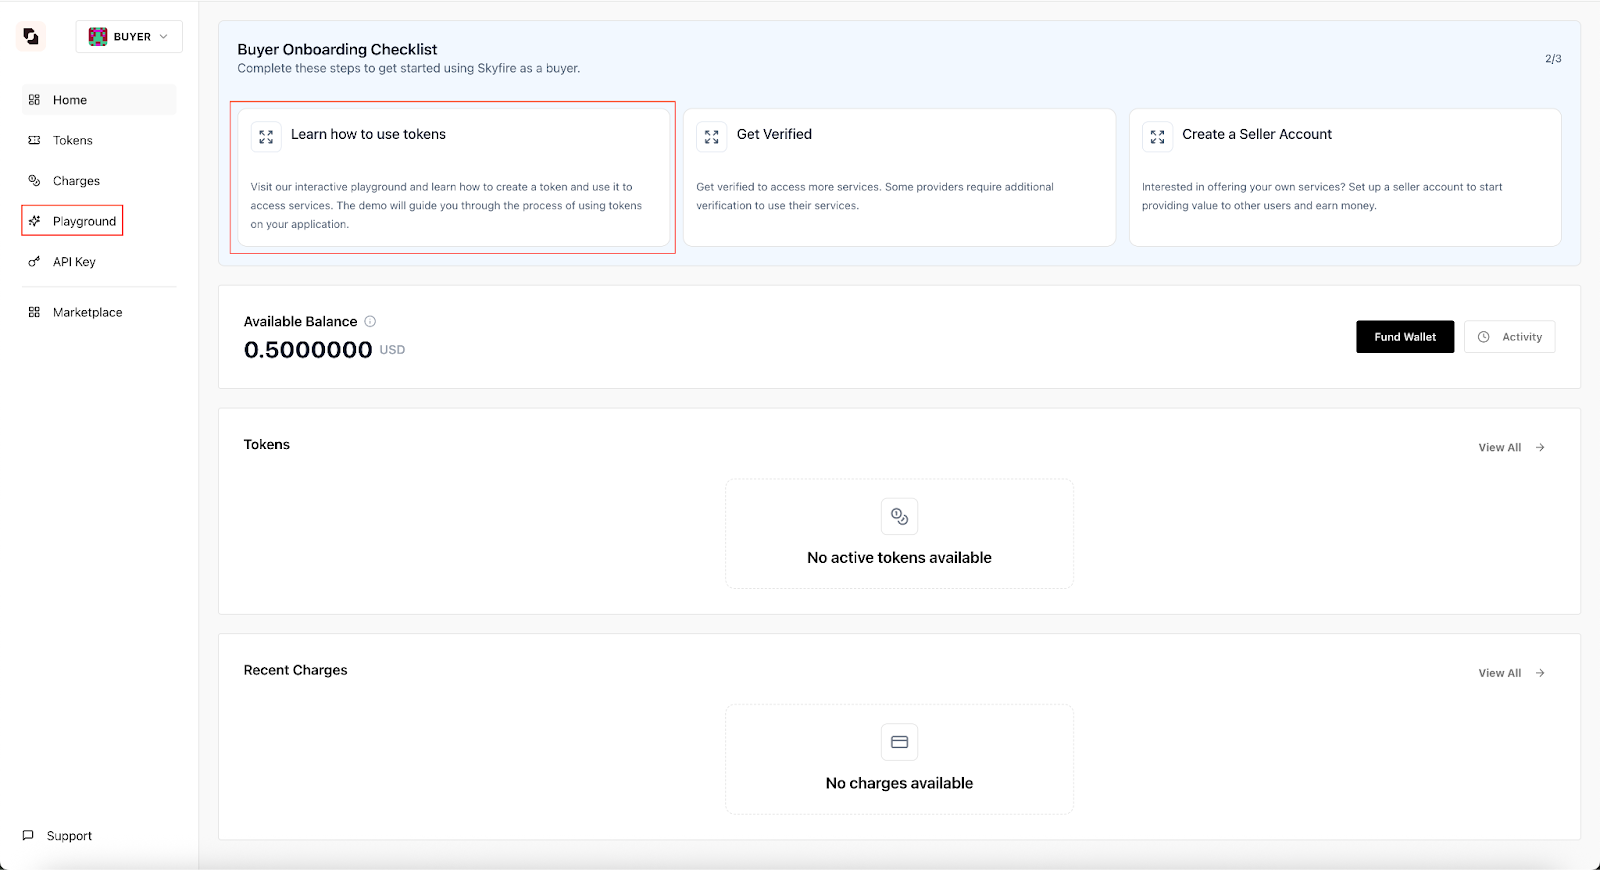 BUYER
Home
Tokens
Charges
Playground
API Key
Marketplace
Support
Buyer Onboarding Checklist
Complete these steps to get started using Skyfire as a buyer.
2/3
Learn how to use tokens
Visit our interactive playground and learn how to create a token and use it to
access services. The demo will guide you through the process of using tokens
on your application.
Get Verified
Get verified to access more services. Some providers require additional
verification to use their services.
Create a Seller Account
Interested in offering your own services? Set up a seller account to start
providing value to other users and earn money.
Available Balance
0.5000000 USD
Fund Wallet
Activity
Tokens
View All
No active tokens available
Recent Charges
View All
No charges available